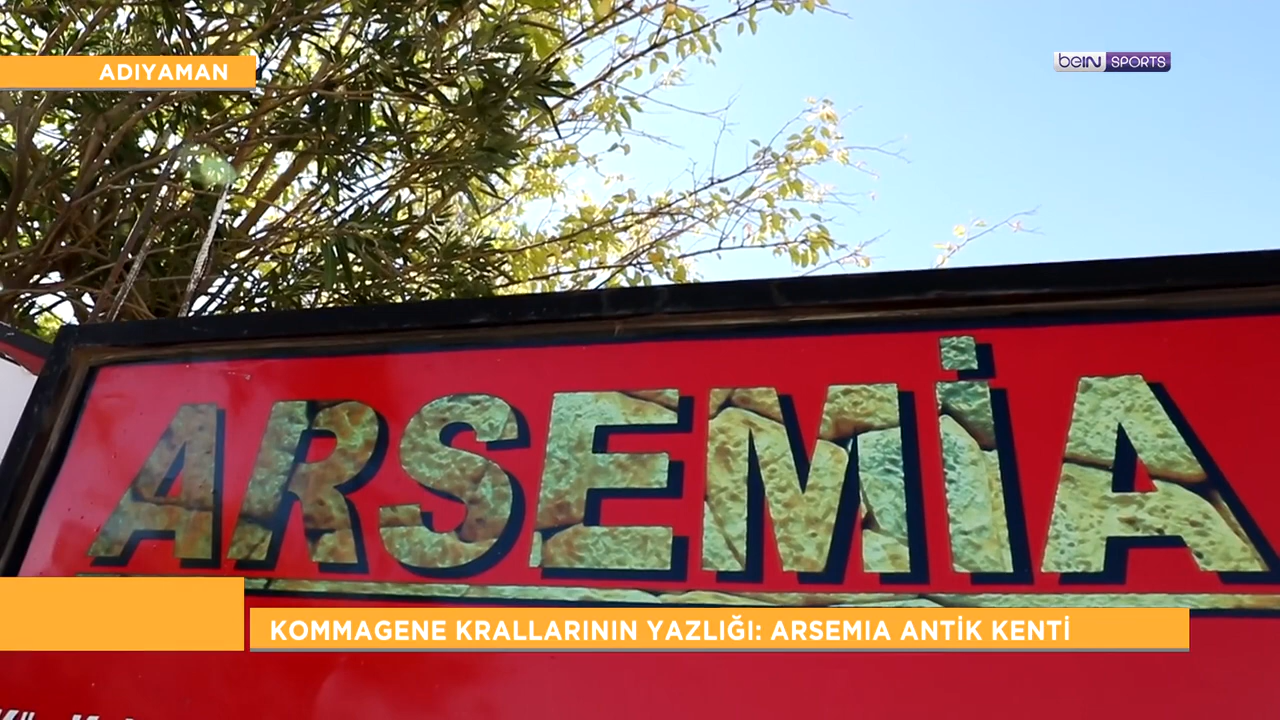 ADIYAMAN
beIN SPORTS
ARSEMİA
KOMMAGENE KRALLARININ YAZLIĞI: ARSEMIA ANTİK KENTİ